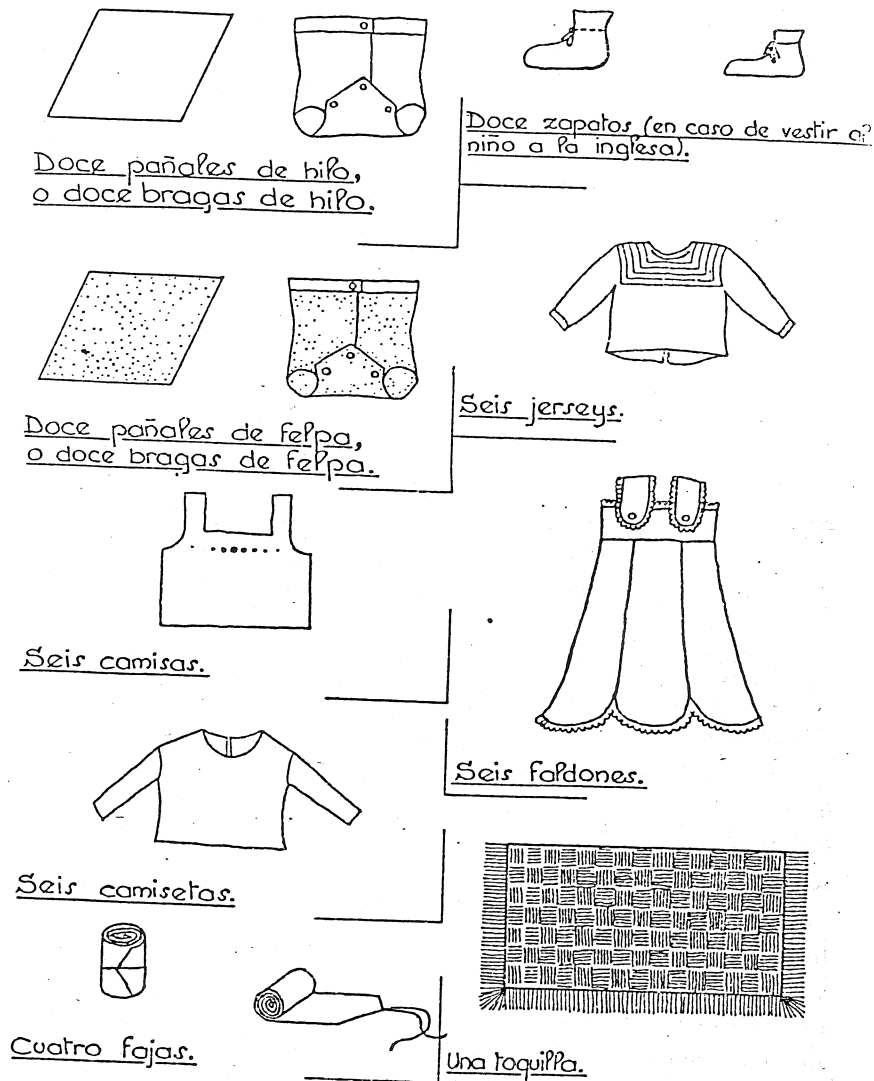 Doce pañales de hilo,
o doce bragas de hilo.
Doce pañales de felpa,
o doce bragas de felpa.
Seis camisas.
Seis camisetas.
Cuatro fajas.
Doce zapatos (en caso de vestir al
niño a la inglesa).
Seis jerseys.
Seis faldones.
Una toquilla.